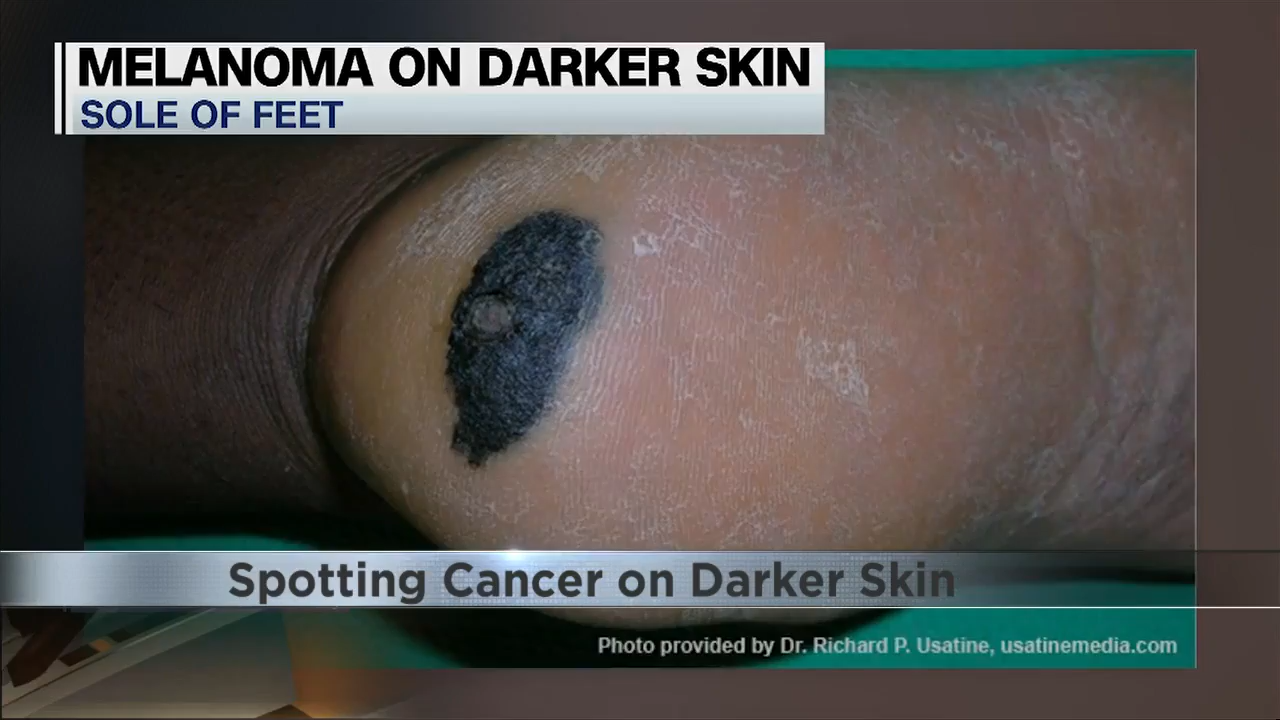 MELANOMA ON DARKER SKIN
SOLE OF FEET
Spotting Cancer on Darker Skin
Photo provided by Dr. Richard P. Usatine, usatinemedia.com